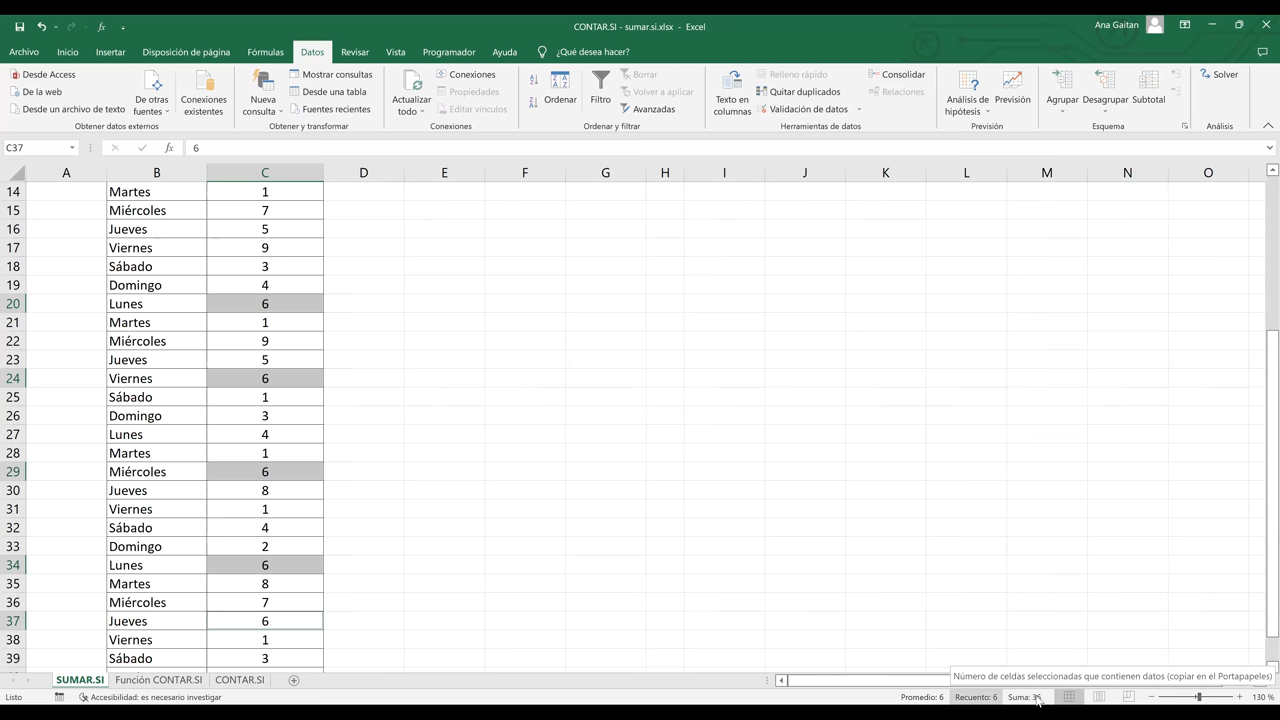 CONTAR.SI - sumar.si.xlsx - Excel
Ana Gaitan
Archivo Inicio Insertar Disposición de página Fórmulas Datos Revisar Vista Programador Ayuda ¿Qué desea hacer?
Desde Access
De la web
Desde un archivo de texto
De otras fuentes
Conexiones existentes
Obtener datos externos
Nueva consulta
Mostrar consultas
Desde una tabla
Fuentes recientes
Obtener y transformar
Actualizar todo
Conexiones
Propiedades
Editar vínculos
Conexiones
Ordenar
Filtro
Borrar
Volver a aplicar
Avanzadas
Ordenar y filtrar
Texto en columnas
Relleno rápido
Quitar duplicados
Validación de datos
Consolidar
Relaciones
Herramientas de datos
Análisis de hipótesis
Previsión
Previsión
Agrupar
Desagrupar
Subtotal
Esquema
Solver
Análisis
C37 fx 6
A B C D E F G H I J K L M N O
14 Martes 1
15 Miércoles 7
16 Jueves 5
17 Viernes 9
18 Sábado 3
19 Domingo 4
20 Lunes 6
21 Martes 1
22 Miércoles 9
23 Jueves 5
24 Viernes 6
25 Sábado 1
26 Domingo 3
27 Lunes 4
28 Martes 1
29 Miércoles 6
30 Jueves 8
31 Viernes 1
32 Sábado 4
33 Domingo 2
34 Lunes 6
35 Martes 8
36 Miércoles 7
37 Jueves 6
38 Viernes 1
39 Sábado 3
SUMAR.SI Función CONTAR.SI CONTAR.SI
Número de celdas seleccionadas que contienen datos (copiar en el Portapapeles)
Listo Accesibilidad: es necesario investigar Promedio: 6 Recuento: 6 Suma: 130 %